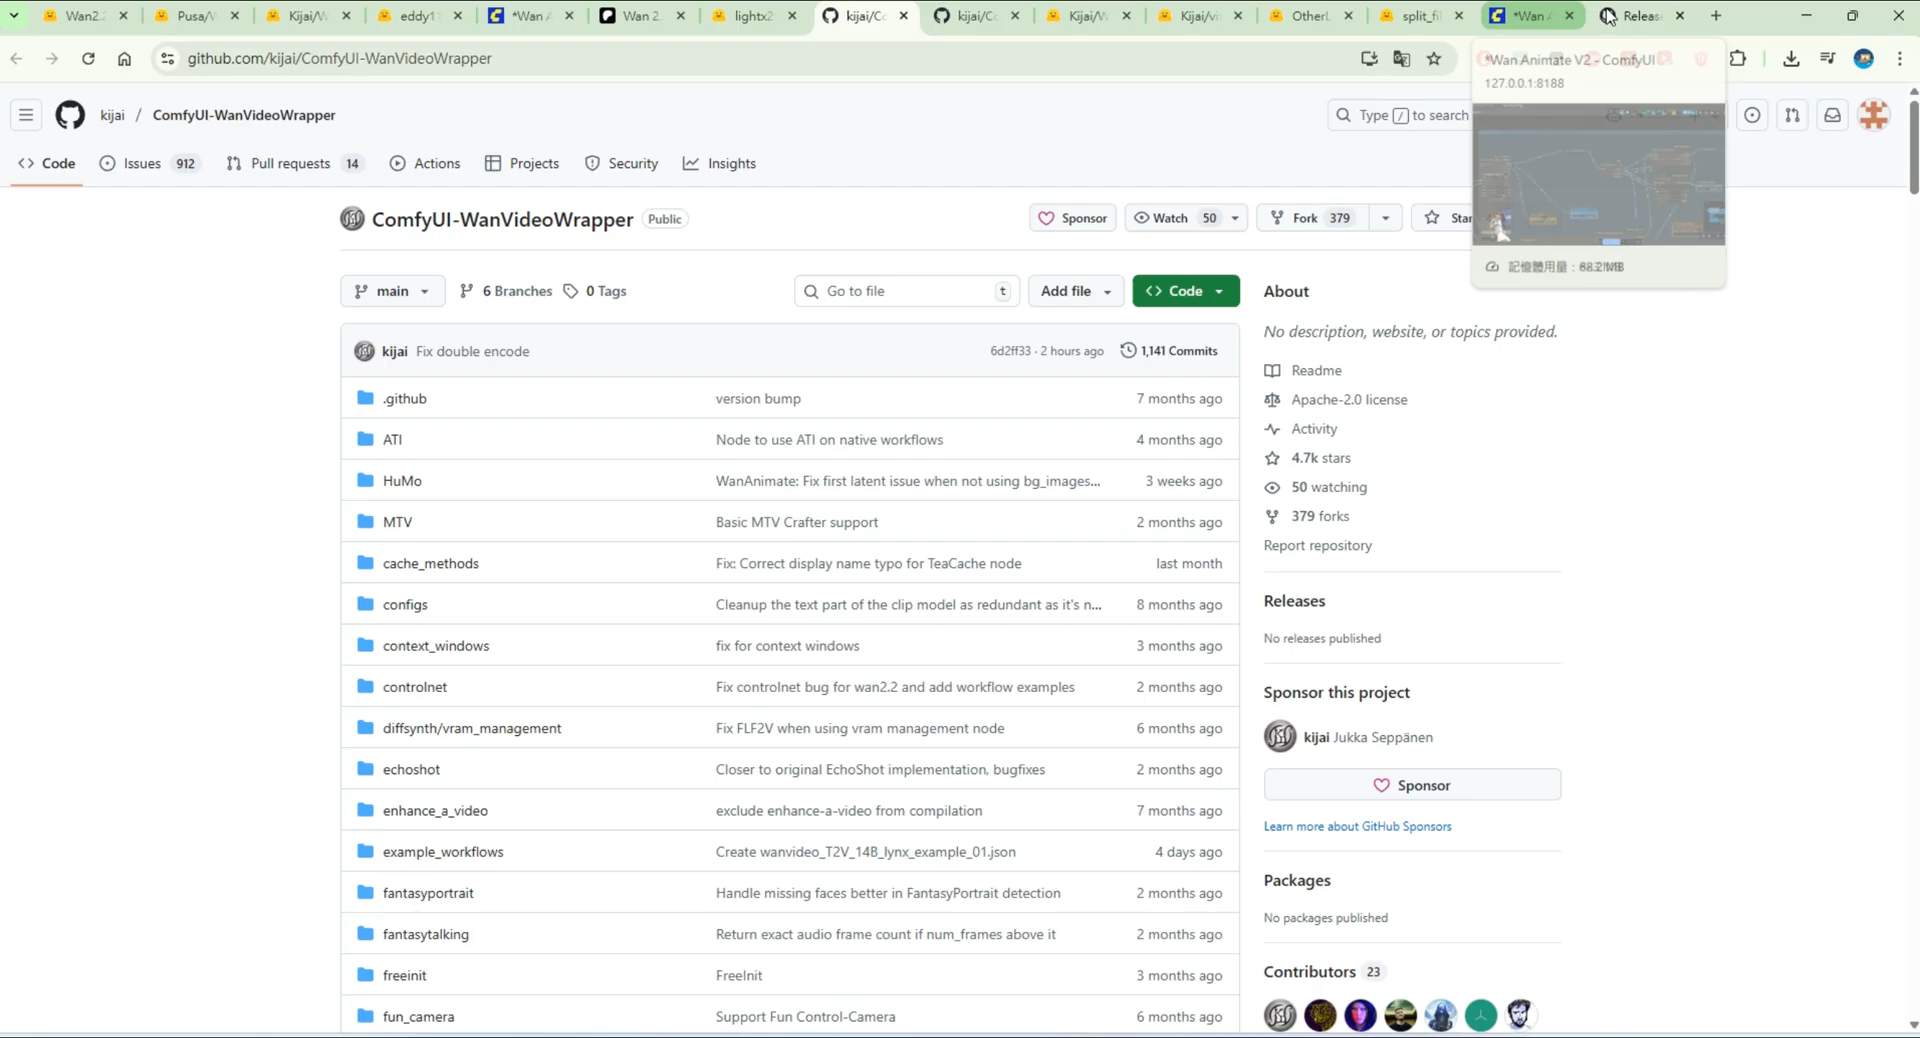 Wan2.2
Pusa/V
Kijai/W
eddy1
*Wan A
Wan 2
lightx2
kijai/Co
kijai/Co
Kijai/W
Kijai/vi
OtherL
split_fi
*Wan A
Releas
github.com/kijai/ComfyUI-WanVideoWrapper
*Wan Animate V2 - ComfyUI
127.0.0.1:8188
kijai / ComfyUI-WanVideoWrapper
Type / to search
Code
Issues 912
Pull requests 14
Actions
Projects
Security
Insights
ComfyUI-WanVideoWrapper Public
Sponsor
Watch 50
Fork 379
Star
記憶體用量：
main
6 Branches
0 Tags
Go to file t
Add file
Code
kijai Fix double encode 6d2ff33 · 2 hours ago 1,141 Commits
.github version bump 7 months ago
ATI Node to use ATI on native workflows 4 months ago
HuMo WanAnimate: Fix first latent issue when not using bg_images... 3 weeks ago
MTV Basic MTV Crafter support 2 months ago
cache_methods Fix: Correct display name typo for TeaCache node last month
configs Cleanup the text part of the clip model as redundant as it's n... 8 months ago
context_windows fix for context windows 3 months ago
controlnet Fix controlnet bug for wan2.2 and add workflow examples 2 months ago
diffsynth/vram_management Fix FLF2V when using vram management node 6 months ago
echoshot Closer to original EchoShot implementation, bugfixes 2 months ago
enhance_a_video exclude enhance-a-video from compilation 7 months ago
example_workflows Create wanvideo_T2V_14B_lynx_example_01.json 4 days ago
fantasyportrait Handle missing faces better in FantasyPortrait detection 2 months ago
fantasytalking Return exact audio frame count if num_frames above it 2 months ago
freeinit FreeInit 3 months ago
fun_camera Support Fun Control-Camera 6 months ago
About
No description, website, or topics provided.
Readme
Apache-2.0 license
Activity
4.7k stars
50 watching
379 forks
Report repository
Releases
No releases published
Sponsor this project
kijai Jukka Seppänen
Sponsor
Learn more about GitHub Sponsors
Packages
No packages published
Contributors 23